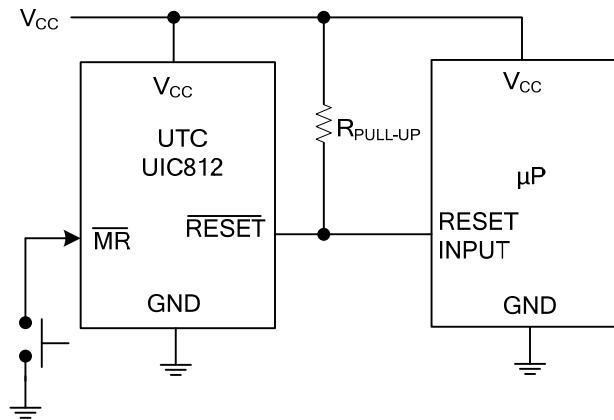 VCC
VCC
UTC
UIC812
MR
RESET
GND
RPULL-UP
VCC
μP
RESET
INPUT
GND